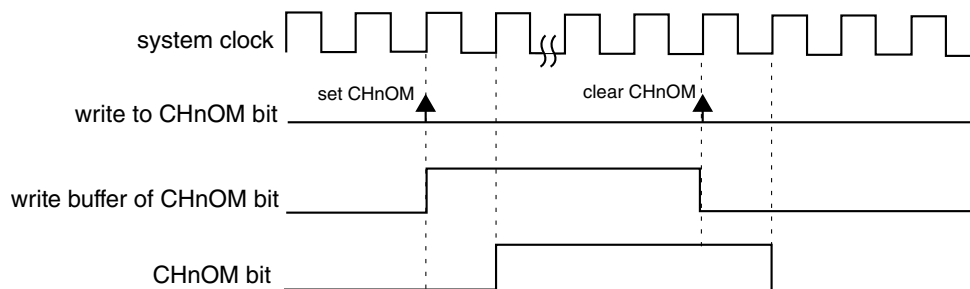 system clock
set CHnOM
clear CHnOM
write to CHnOM bit
write buffer of CHnOM bit
CHnOM bit